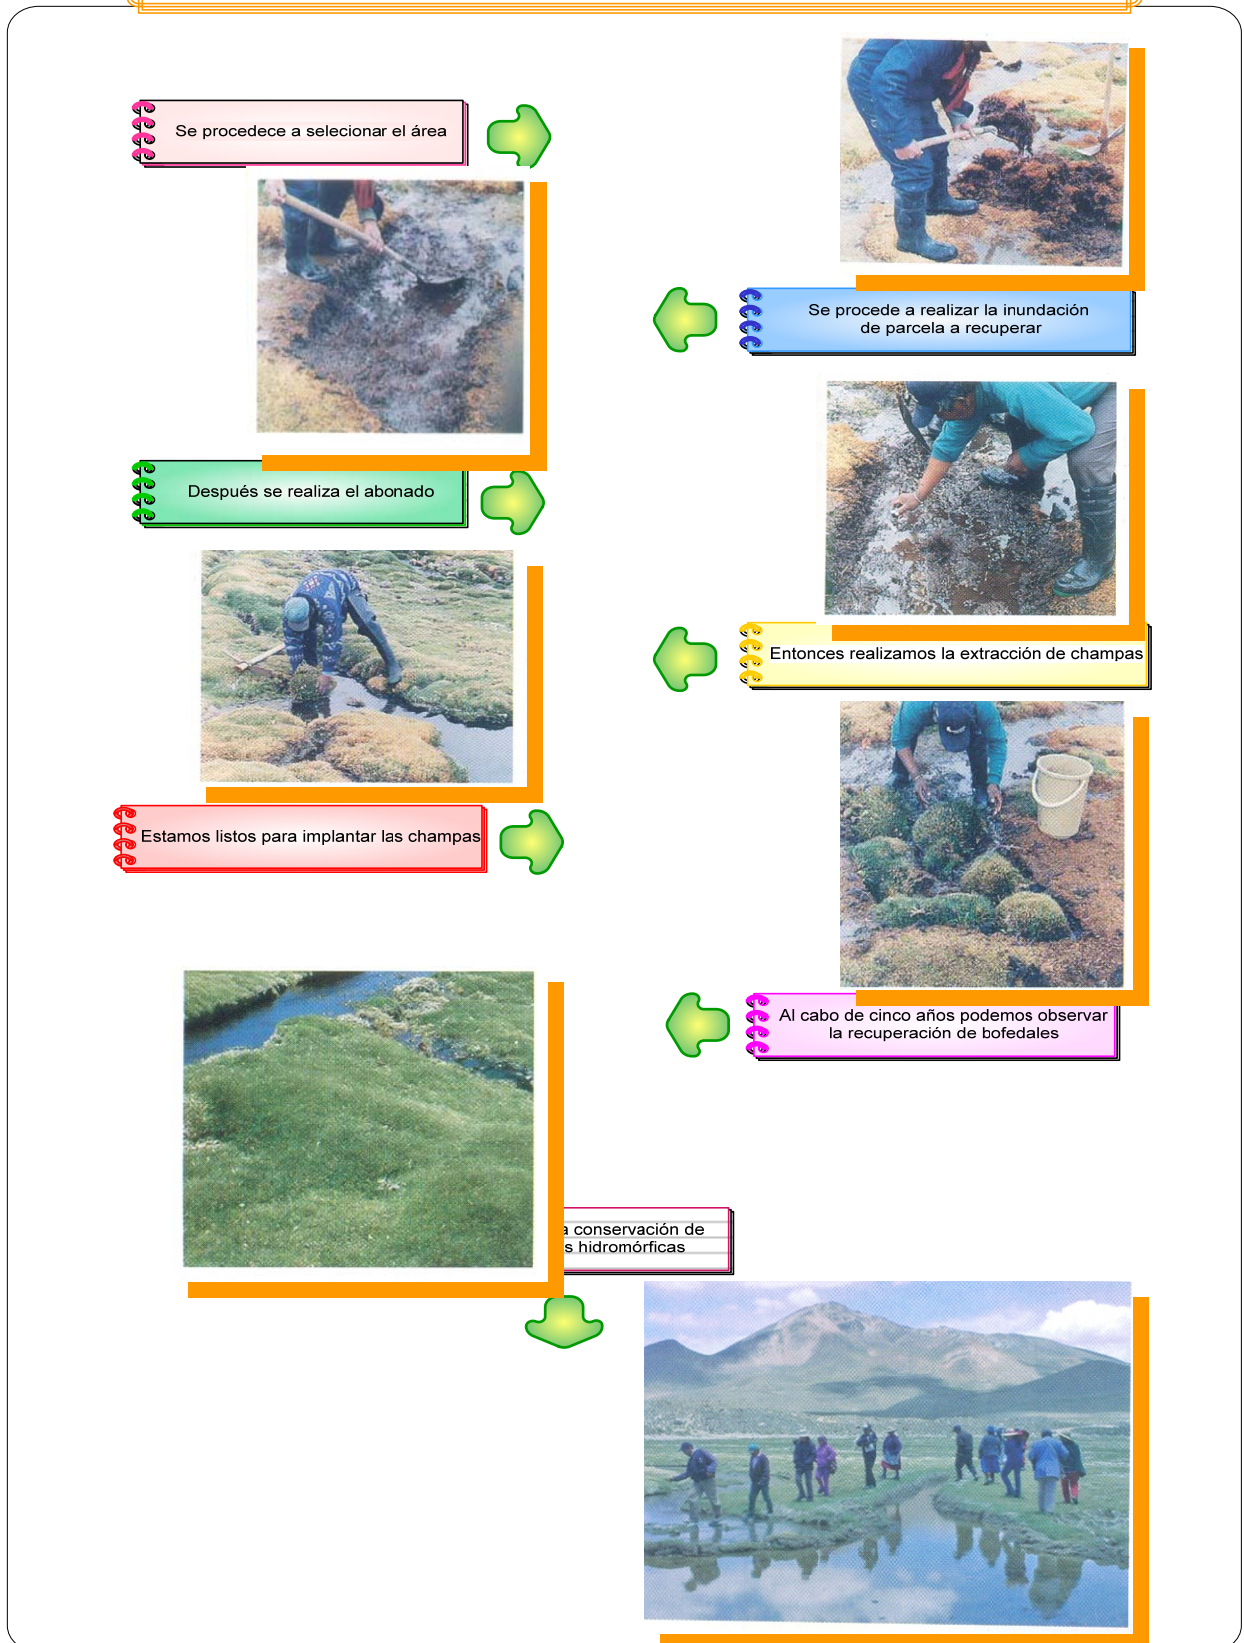 Se procedece a selecionar el área
Se procede a realizar la inundación
de parcela a recuperar
Después se realiza el abonado
Entonces realizamos la extracción de champas
Estamos listos para implantar las champas
Al cabo de cinco años podemos observar
la recuperación de bofedales
conservación de
hidromórficas